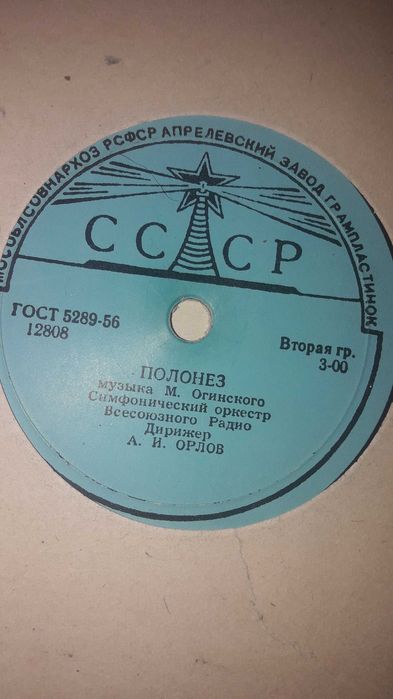 МОСОБЛСОВНАРХОЗ РСФСР АПРЕЛЕВСКИЙ ЗАВОД ГРАМПЛАСТИНОК
СССР
ГОСТ 5289-56
12808
Вторая гр.
3-00
ПОЛОНЕЗ
музыка М. Огинского
Симфонический оркестр
Всесоюзного Радио
Дирижер
А. И. ОРЛОВ